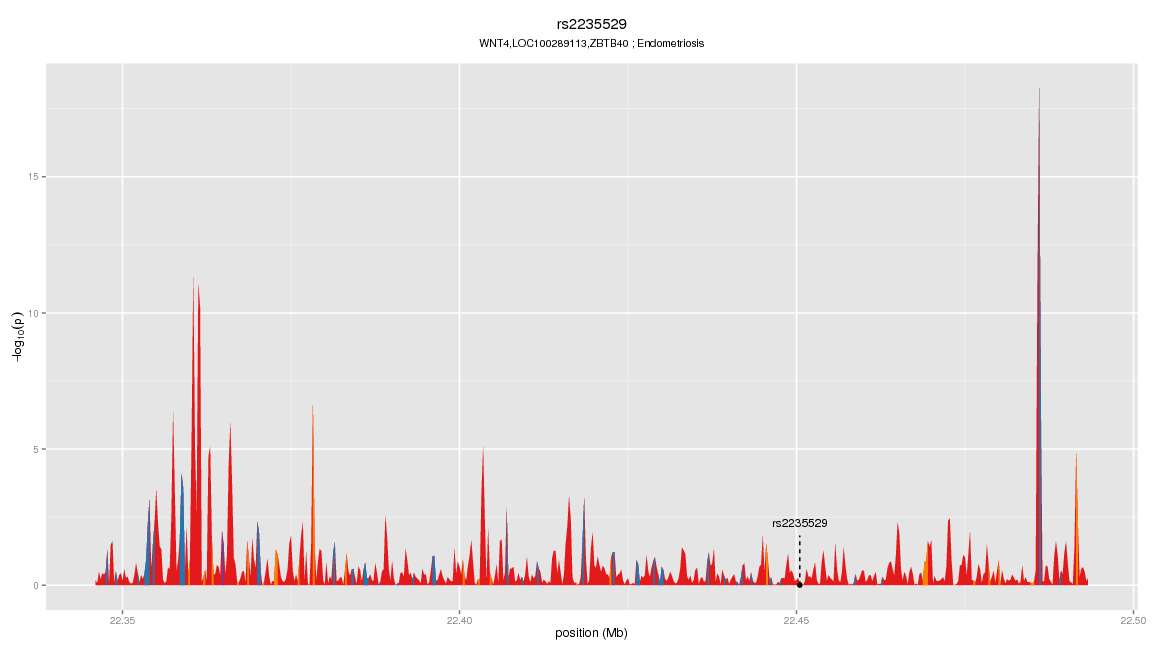 rs2235529
WNT4,LOC100289113,ZBTB40 ; Endometriosis
−log10(p)
15
10
5
0
rs2235529
22.35
22.40
22.45
22.50
position (Mb)